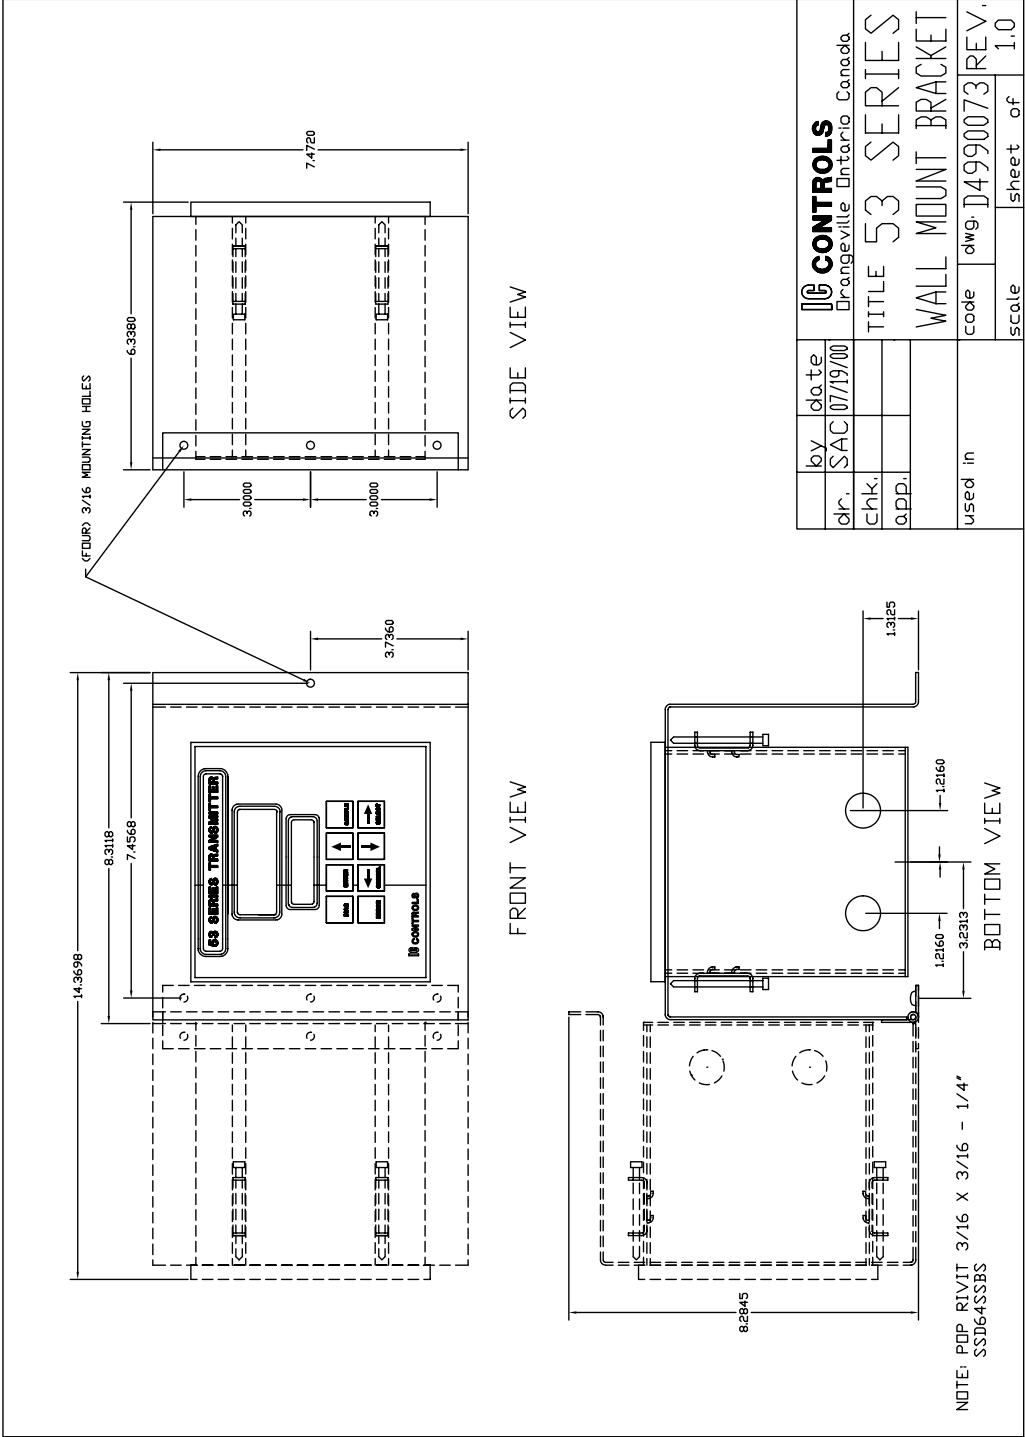 (FOUR) 3/16 MOUNTING HOLES
14.3698
8.3118
7.4568
3.7360
6.3380
7.4720
3.0000
3.0000
53 SERIES TRANSMITTER
SAMPLE
ENTER
IC CONTROLS
FRONT VIEW
SIDE VIEW
8.2845
1.2160
3.2313
1.2160
1.3125
BOTTOM VIEW
NOTE: POP RIVIT 3/16 X 3/16 - 1/4"
SSD64SSBS
by date
dr. SAC 07/19/00
chk.
app.
used in
IC CONTROLS
Orangeville Ontario Canada
TITLE 53 SERIES
WALL MOUNT BRACKET
code dwg. D4990073 REV.
1.0
scale sheet of